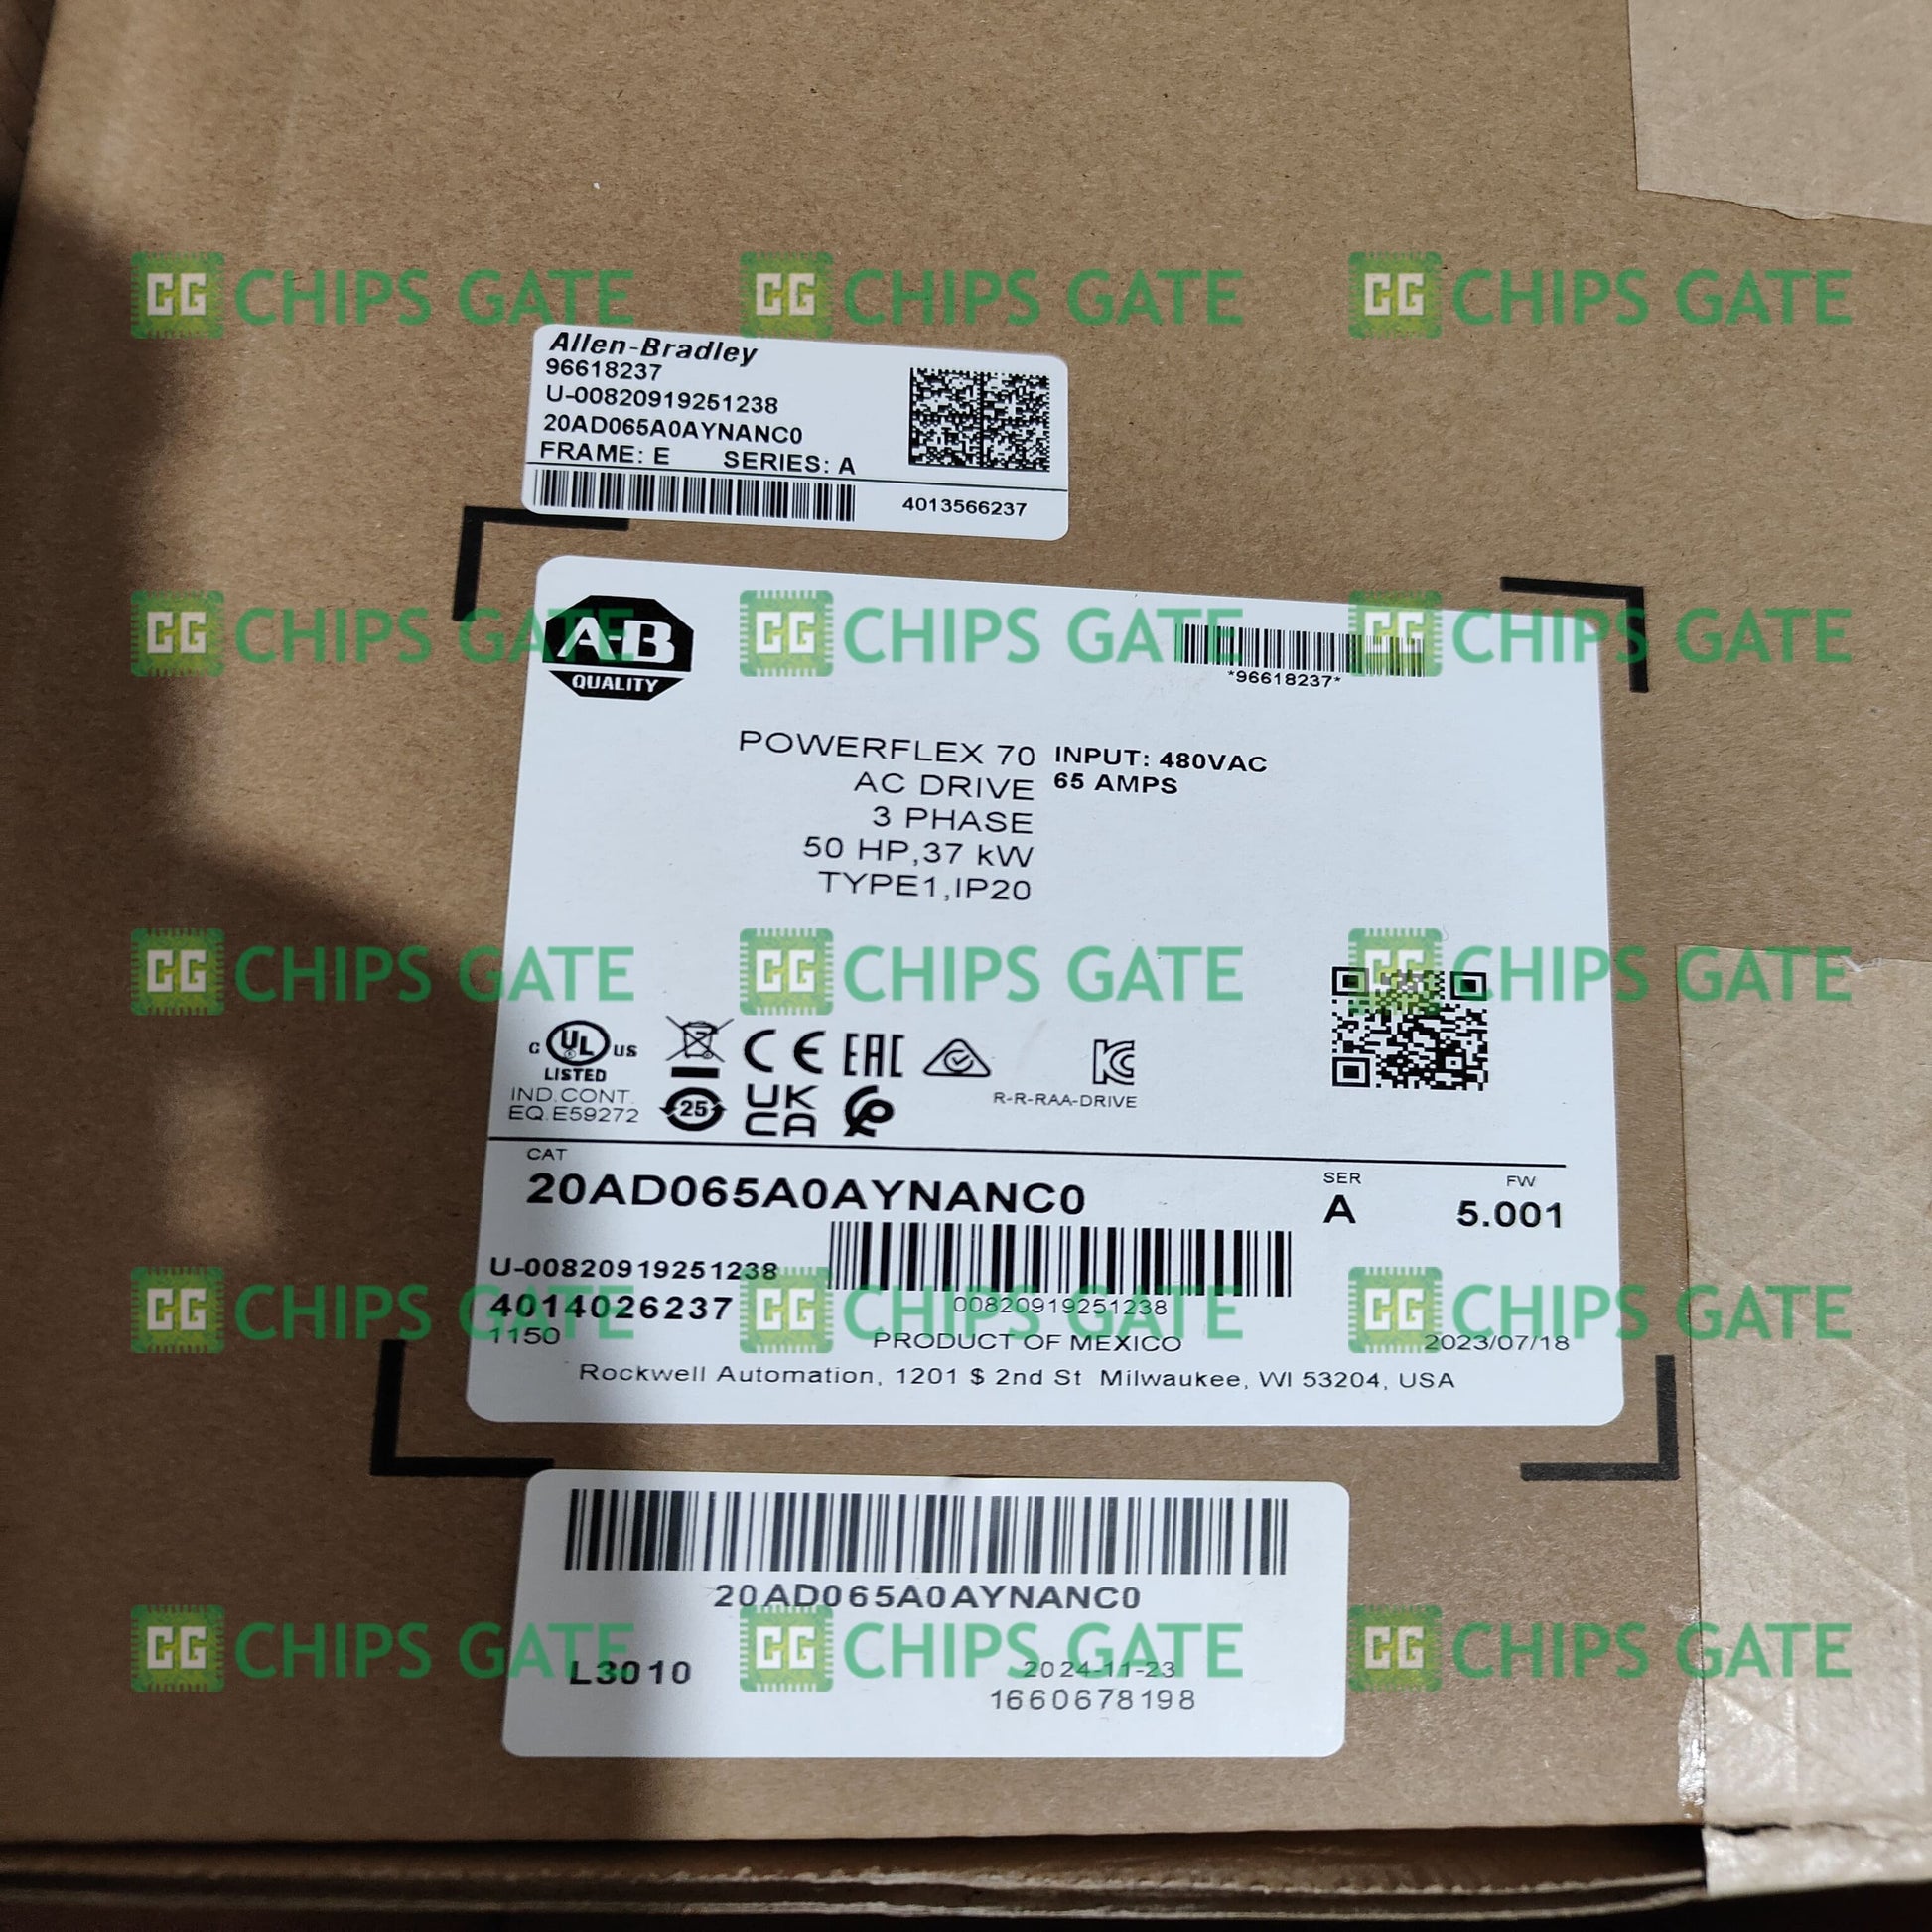 CG CHIPS GATE CG CHIPS GATE CG CHIPS GATE
Allen-Bradley
96618237
U-00820919251238
20AD065A0AYNANC0
FRAME: E SERIES: A
4013566237
CG CHIPS GATE CG CHIPS GATE CG CHIPS GATE
A-B
QUALITY
*96618237*
POWERFLEX 70 INPUT: 480VAC
AC DRIVE 65 AMPS
3 PHASE
50 HP,37 kW
TYPE1,IP20
CG CHIPS GATE CG CHIPS GATE CG CHIPS GATE
C UL US
LISTED
IND.CONT.
EQ.E59272
CE EAC
25 UK
CA
KC
R-R-RAA-DRIVE
CAT
20AD065A0AYNANC0
SER
A
FW
5.001
U-00820919251238
00820919251238
CG CHIPS GATE CG CHIPS GATE CG CHIPS GATE
4014026237
1150 PRODUCT OF MEXICO 2023/07/18
Rockwell Automation, 1201 $ 2nd St Milwaukee, WI 53204, USA
20AD065A0AYNANC0
CG CHIPS GATE CG CHIPS GATE CG CHIPS GATE
L3010 2024-11-23
1660678198